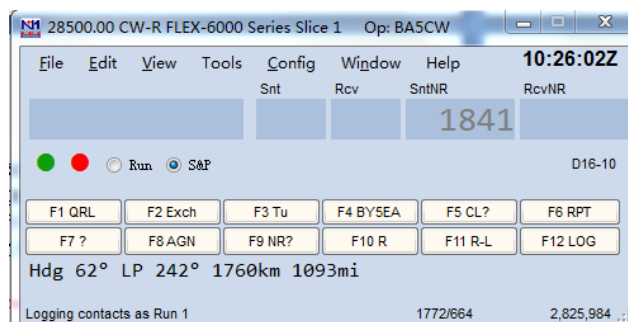 28500.00 CW-R FLEX-6000 Series Slice 1 Op: BA5CW
File Edit View Tools Config Window Help 10:26:02Z
Snt Rcv SntNR RcvNR
1841
Run S&P D16-10
F1 QRL F2 Exch F3 Tu F4 BY5EA F5 CL? F6 RPT
F7 ? F8 AGN F9 NR? F10 R F11 R-L F12 LOG
Hdg 62° LP 242° 1760km 1093mi
Logging contacts as Run 1 1772/664 2,825,984